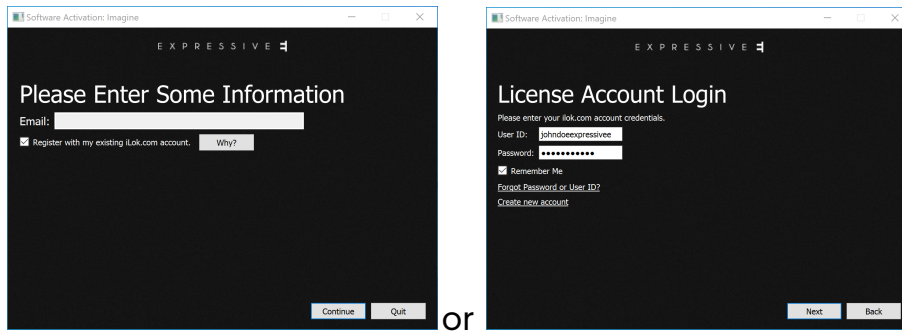 Software Activation: Imagine
EXPRESSIVE E
Please Enter Some Information
Email:
Register with my existing iLok.com account. Why?
Continue Quit
or
Software Activation: Imagine
EXPRESSIVE E
License Account Login
Please enter your ilok.com account credentials.
User ID: johndoeexpressivee
Password: ●●●●●●●●●●●
Remember Me
Forgot Password or User ID?
Create new account
Next Back